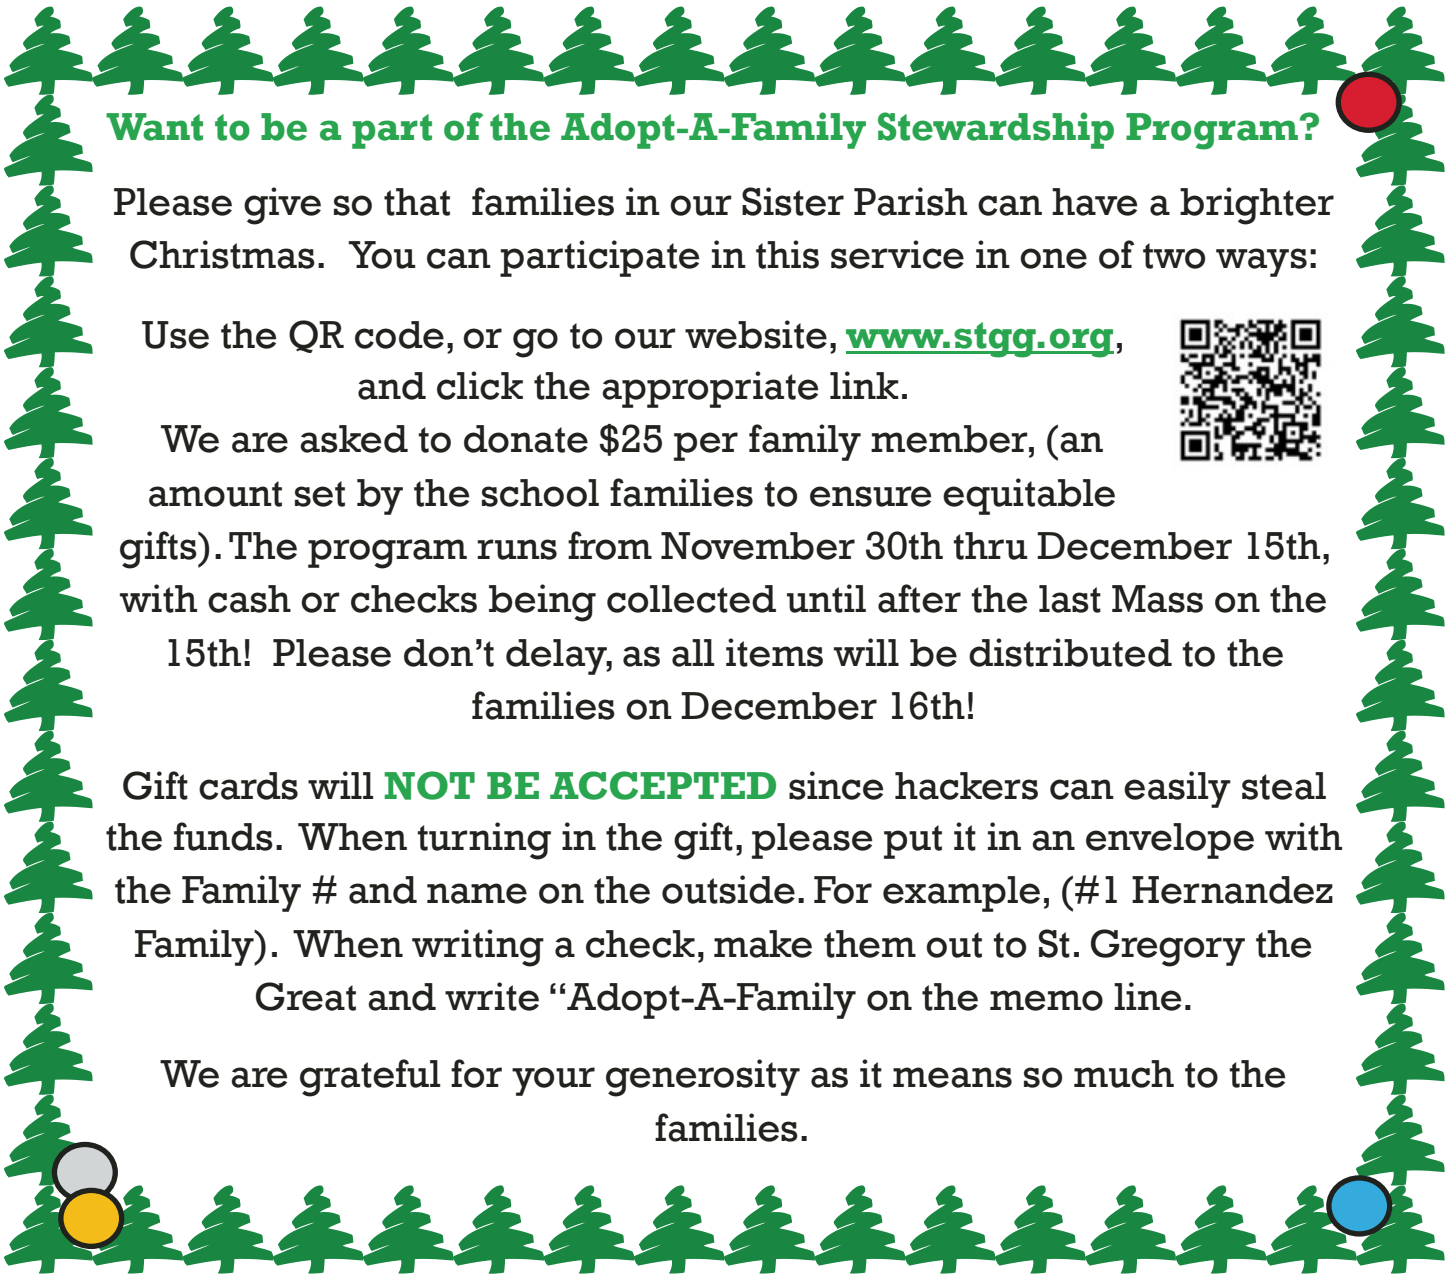 Want to be a part of the Adopt-A-Family Stewardship Program?
Please give so that  families in our Sister Parish can have a brighter
Christmas.  You can participate in this service in one of two ways:
Use the QR code, or go to our website, www.stgg.org,
and click the appropriate link.
We are asked to donate $25 per family member, (an
amount set by the school families to ensure equitable
gifts). The program runs from November 30th thru December 15th,
with cash or checks being collected until after the last Mass on the
15th!  Please don’t delay, as all items will be distributed to the
families on December 16th!
Gift cards will NOT BE ACCEPTED since hackers can easily steal
the funds.  When turning in the gift, please put it in an envelope with
the Family # and name on the outside. For example, (#1 Hernandez
Family).  When writing a check, make them out to St. Gregory the
Great and write “Adopt-A-Family on the memo line.
We are grateful for your generosity as it means so much to the
families.